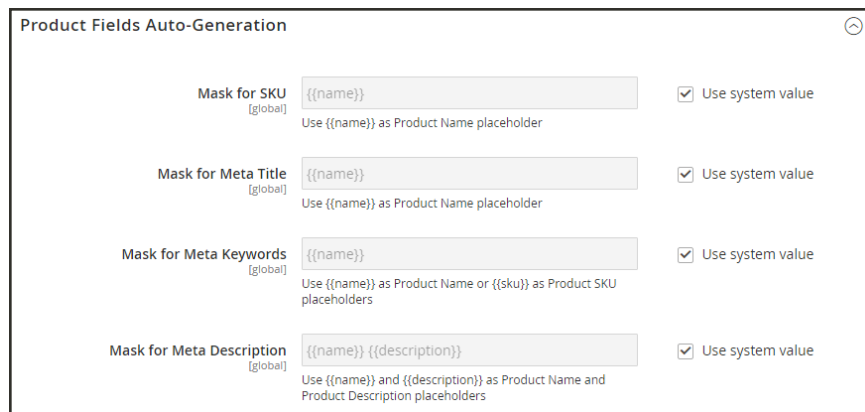 Product Fields Auto-Generation
Mask for SKU
[global]
{{name}}
Use system value
Use {{name}} as Product Name placeholder
Mask for Meta Title
[global]
{{name}}
Use system value
Use {{name}} as Product Name placeholder
Mask for Meta Keywords
[global]
{{name}}
Use system value
Use {{name}} as Product Name or {{sku}} as Product SKU
placeholders
Mask for Meta Description
[global]
{{name}} {{description}}
Use system value
Use {{name}} and {{description}} as Product Name and
Product Description placeholders